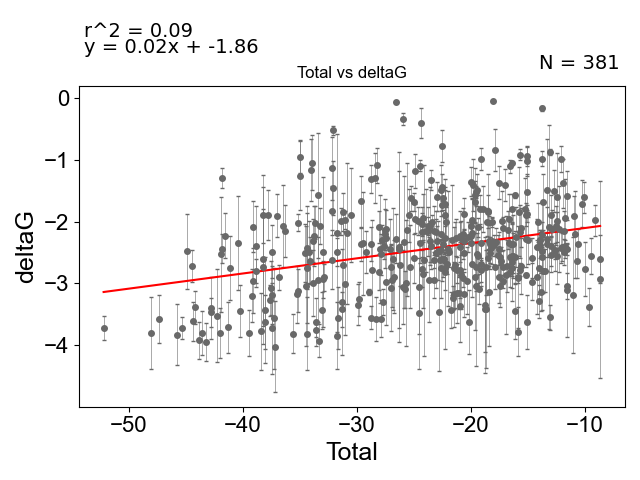 r^2 = 0.09
y = 0.02x + -1.86
N = 381
Total vs deltaG
deltaG
0
−1
−2
−3
−4
−50
−40
−30
−20
−10
Total